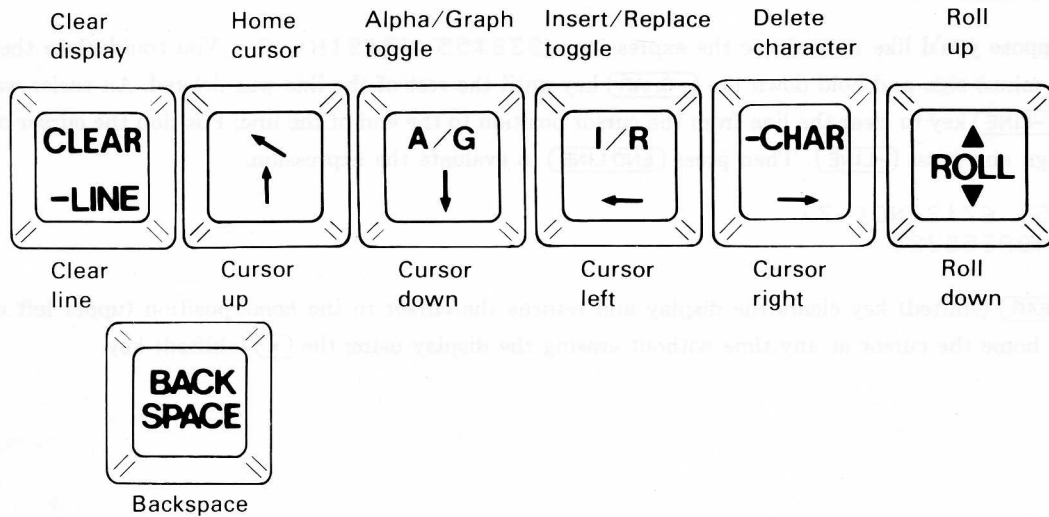 Clear display
Home cursor
Alpha/Graph toggle
Insert/Replace toggle
Delete character
Roll up
CLEAR
-LINE
A/G
I/R
-CHAR
ROLL
Clear line
Cursor up
Cursor down
Cursor left
Cursor right
Roll down
BACK
SPACE
Backspace